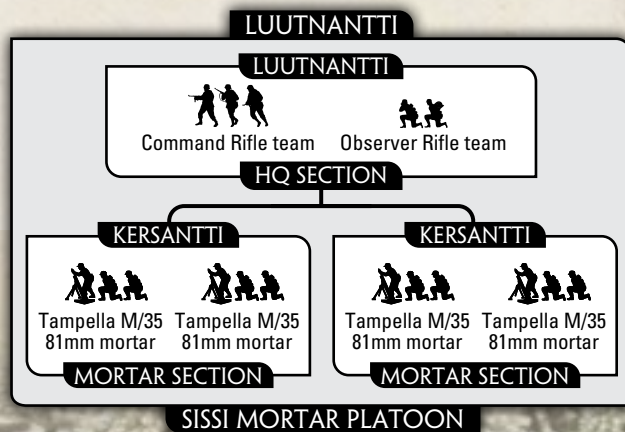 LUUTNANTTI
LUUTNANTTI
Command Rifle team Observer Rifle team
HQ SECTION
KERSANTTI KERSANTTI
Tampella M/35 Tampella M/35 Tampella M/35 Tampella M/35
81mm mortar 81mm mortar 81mm mortar 81mm mortar
MORTAR SECTION MORTAR SECTION
SISSI MORTAR PLATOON